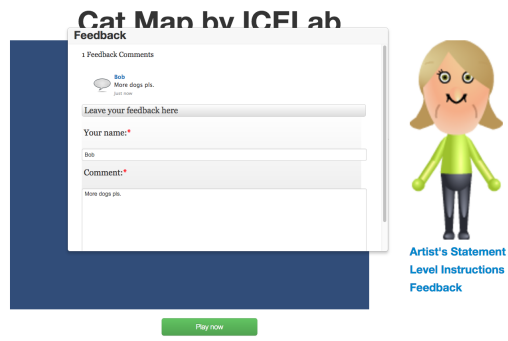 Cat Map by ICELab
Feedback
1 Feedback Comments
Bob
More dogs pls.
just now
Leave your feedback here
Your name:*
Bob
Comment:*
More dogs pls.
Artist's Statement
Level Instructions
Feedback
Play now